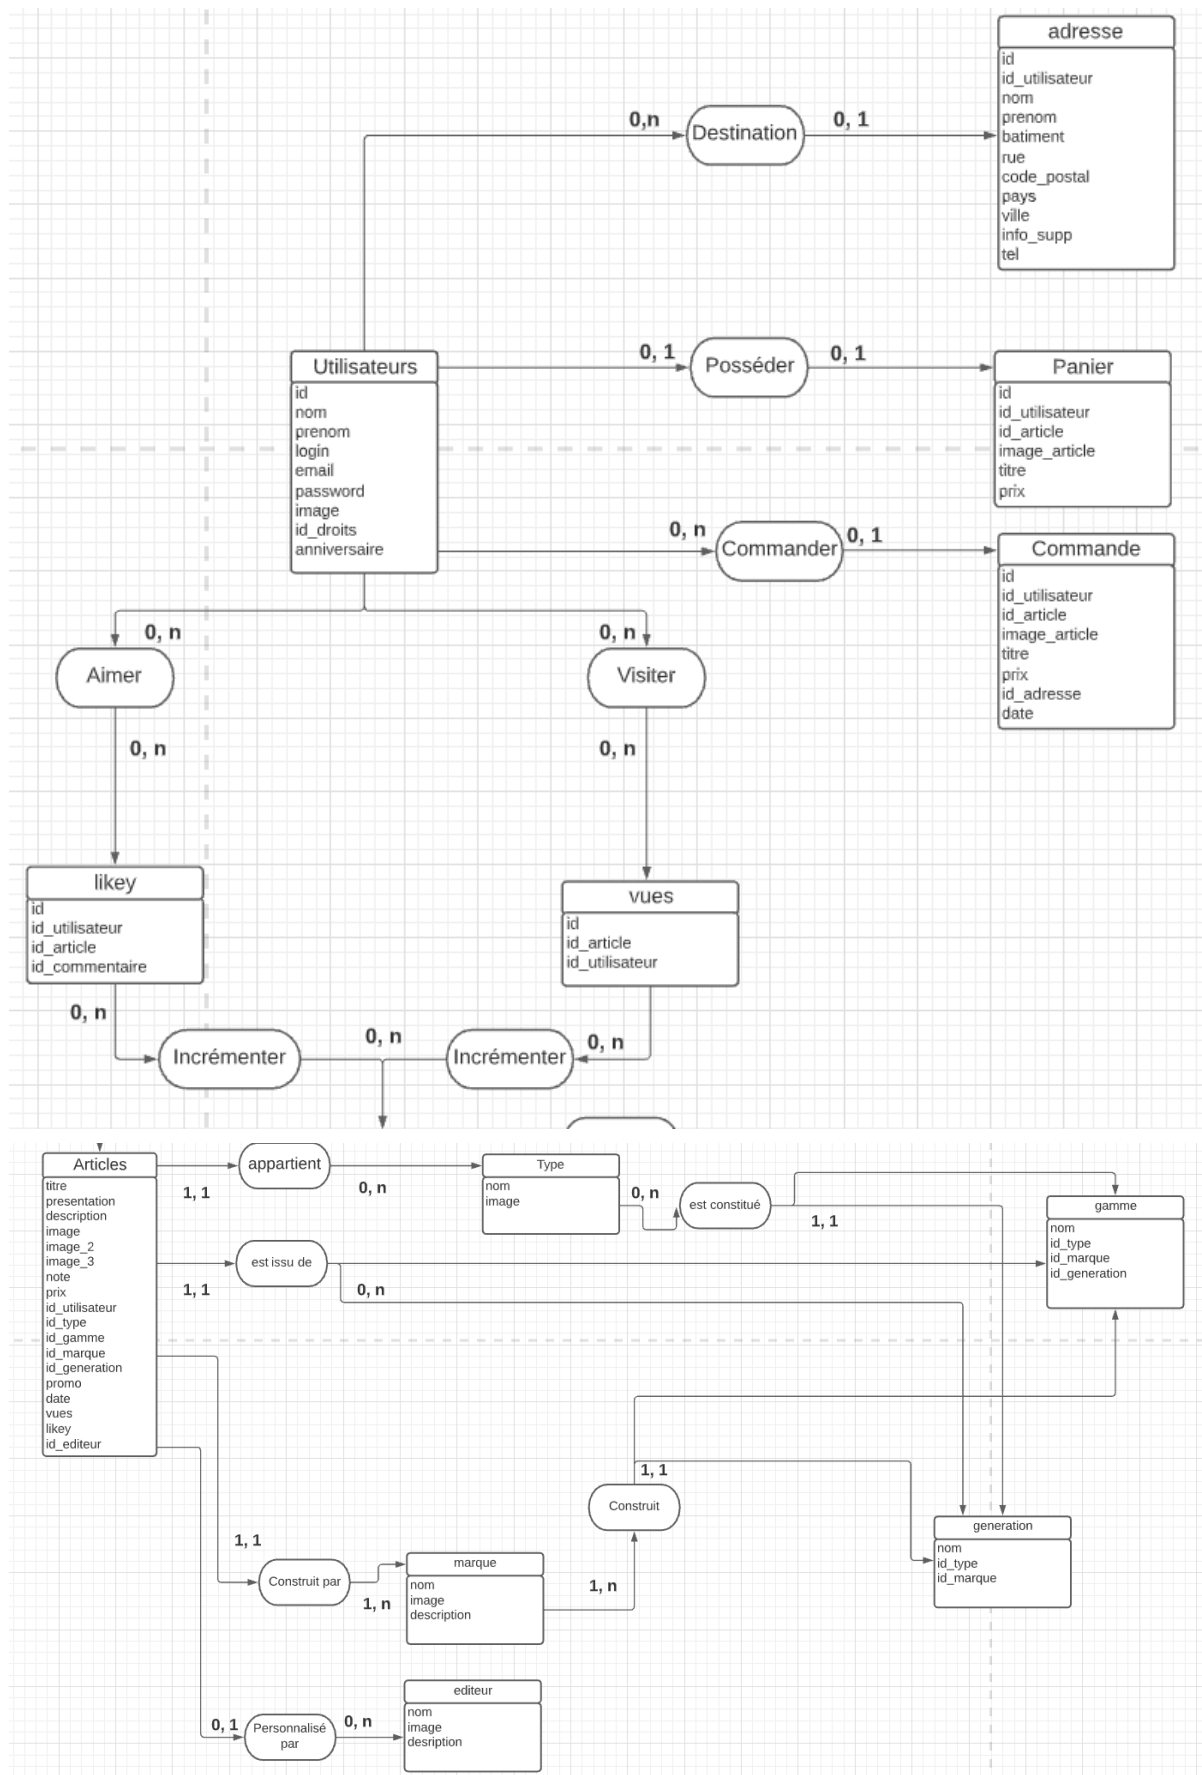 adresse
id
id_utilisateur
nom
prenom
batiment
rue
code_postal
pays
ville
info_supp
tel
0,n
Destination
0, 1
Utilisateurs
id
nom
prenom
login
email
password
image
id_droits
anniversaire
0, 1
Posséder
0, 1
Panier
id
id_utilisateur
id_article
image_article
titre
prix
0, n
Commander
0, 1
Commande
id
id_utilisateur
id_article
image_article
titre
prix
id_adresse
date
0, n
Aimer
0, n
0, n
Visiter
0, n
likey
id
id_utilisateur
id_article
id_commentaire
vues
id
id_article
id_utilisateur
0, n
Incrémenter
0, n
Incrémenter
0, n
Articles
titre
presentation
description
image
image_2
image_3
note
prix
id_utilisateur
id_type
id_gamme
id_marque
id_generation
promo
date
vues
likey
id_editeur
1, 1
appartient
0, n
Type
nom
image
0, n
est constitué
1, 1
gamme
nom
id_type
id_marque
id_generation
1, 1
est issu de
0, n
1, 1
Construit
1, n
generation
nom
id_type
id_marque
1, 1
Construit par
1, n
marque
nom
image
description
0, 1
Personnalisé
par
0, n
editeur
nom
image
desription